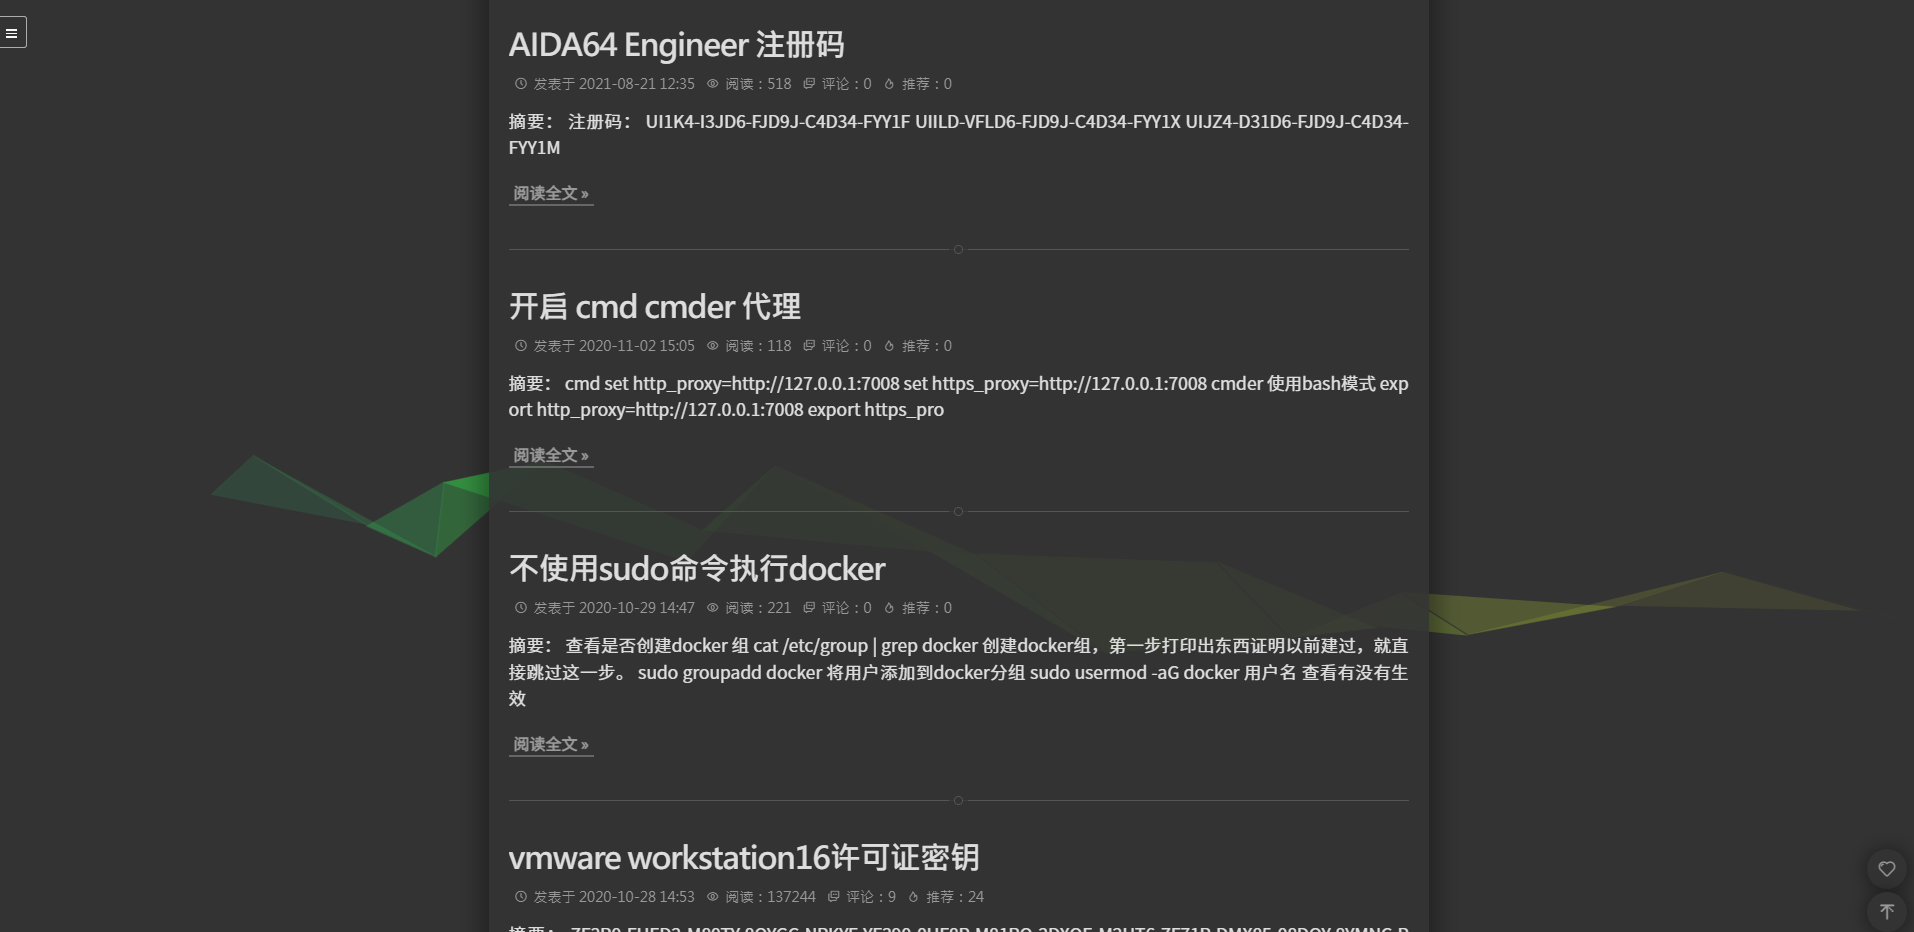 AIDA64 Engineer 注册码
发表于 2021-08-21 12:35 阅读：518 评论：0 推荐：0
摘要： 注册码： UI1K4-I3JD6-FJD9J-C4D34-FYY1F UIILD-VFLD6-FJD9J-C4D34-FYY1X UIJZ4-D31D6-FJD9J-C4D34-
FYY1M
阅读全文 »
开启 cmd cmder 代理
发表于 2020-11-02 15:05 阅读：118 评论：0 推荐：0
摘要： cmd set http_proxy=http://127.0.0.1:7008 set https_proxy=http://127.0.0.1:7008 cmder 使用bash模式 exp
ort http_proxy=http://127.0.0.1:7008 export https_pro
阅读全文 »
不使用sudo命令执行docker
发表于 2020-10-29 14:47 阅读：221 评论：0 推荐：0
摘要： 查看是否创建docker 组 cat /etc/group | grep docker 创建docker组，第一步打印出东西证明以前建过，就直
接跳过这一步。 sudo groupadd docker 将用户添加到docker分组 sudo usermod -aG docker 用户名 查看有没有生
效
阅读全文 »
vmware workstation16许可证密钥
发表于 2020-10-28 14:53 阅读：137244 评论：9 推荐：24
摘要：